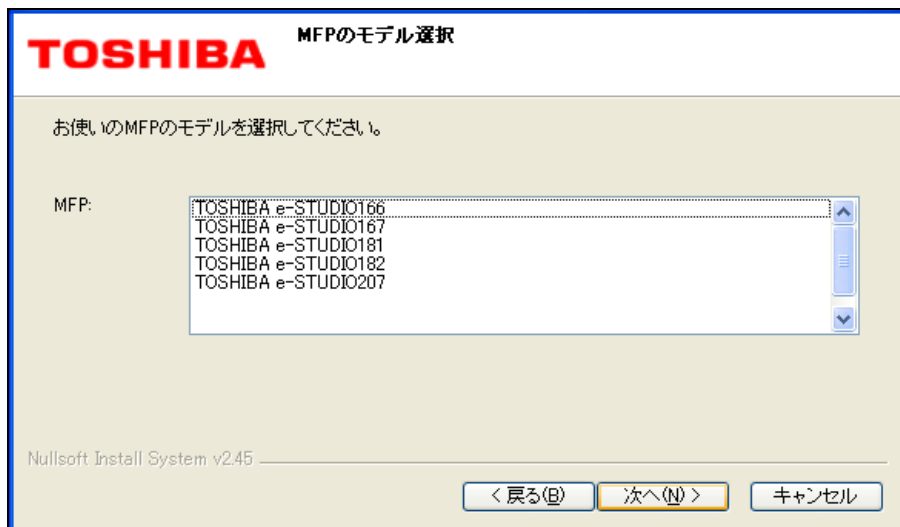 TOSHIBA
MFPのモデル選択
お使いのMFPのモデルを選択してください。
MFP:
TOSHIBA e-STUDIO166
TOSHIBA e-STUDIO167
TOSHIBA e-STUDIO181
TOSHIBA e-STUDIO182
TOSHIBA e-STUDIO207
Nullsoft Install System v2.45
< 戻る(B)
次へ(N) >
キャンセル